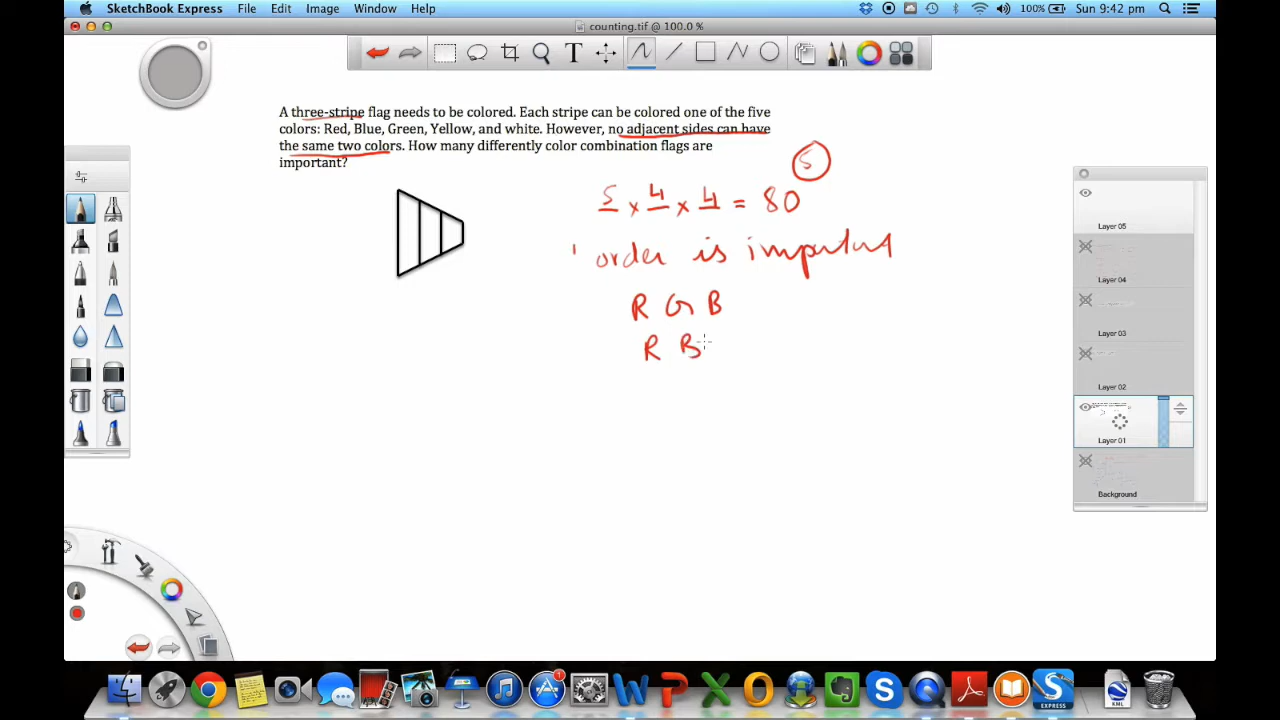 SketchBook Express File Edit Image Window Help 100% Sun 9:42 pm
counting.tif @ 100.0 %
A three-stripe flag needs to be colored. Each stripe can be colored one of the five
colors: Red, Blue, Green, Yellow, and white. However, no adjacent sides can have
the same two colors. How many differently color combination flags are
important?
5
5 x 4 x 4 = 80
order is important
R G B
R B
Layer 05
Layer 04
Layer 03
Layer 02
Layer 01
Background
EXPRESS
KML